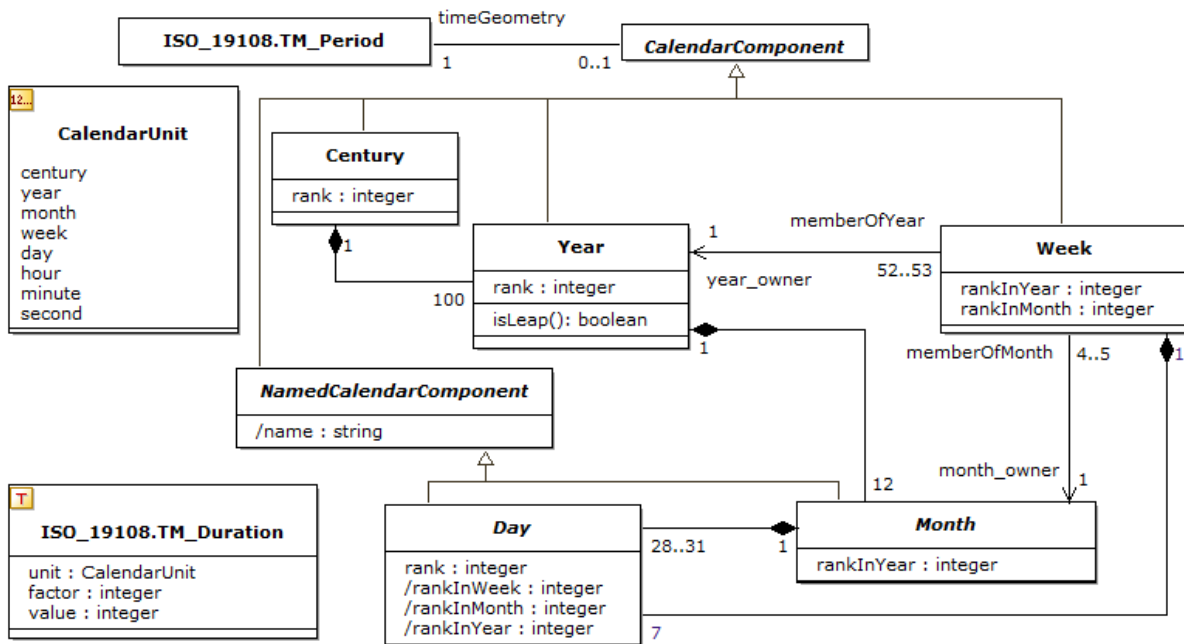 timeGeometry
ISO_19108.TM_Period
CalendarComponent
1
0..1
12...
CalendarUnit
century
year
month
week
day
hour
minute
second
Century
rank : integer
1
100
Year
rank : integer
isLeap(): boolean
1
memberOfYear
1
year_owner
52..53
Week
rankInYear : integer
rankInMonth : integer
memberOfMonth
4..5
1
NamedCalendarComponent
/name : string
month_owner
1
12
T
ISO_19108.TM_Duration
unit : CalendarUnit
factor : integer
value : integer
Day
rank : integer
/rankInWeek : integer
/rankInMonth : integer
/rankInYear : integer
28..31
1
Month
rankInYear : integer
7